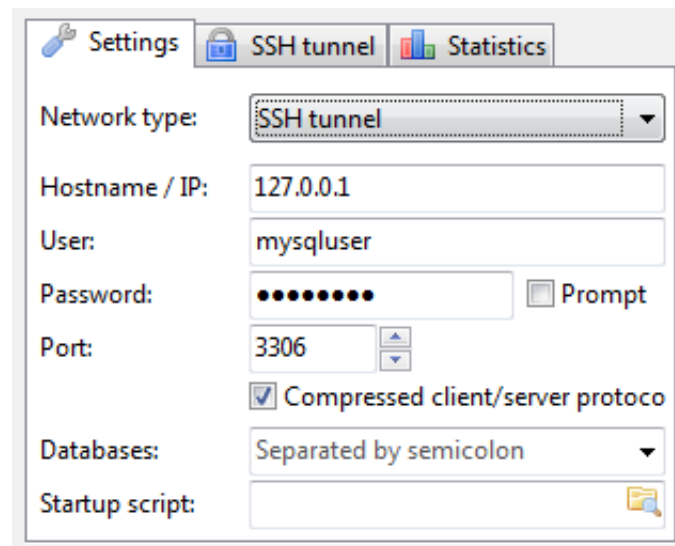 Settings SSH tunnel Statistics
Network type: SSH tunnel
Hostname / IP: 127.0.0.1
User: mysqluser
Password: ●●●●●●●● Prompt
Port: 3306
Compressed client/server protoco
Databases: Separated by semicolon
Startup script: